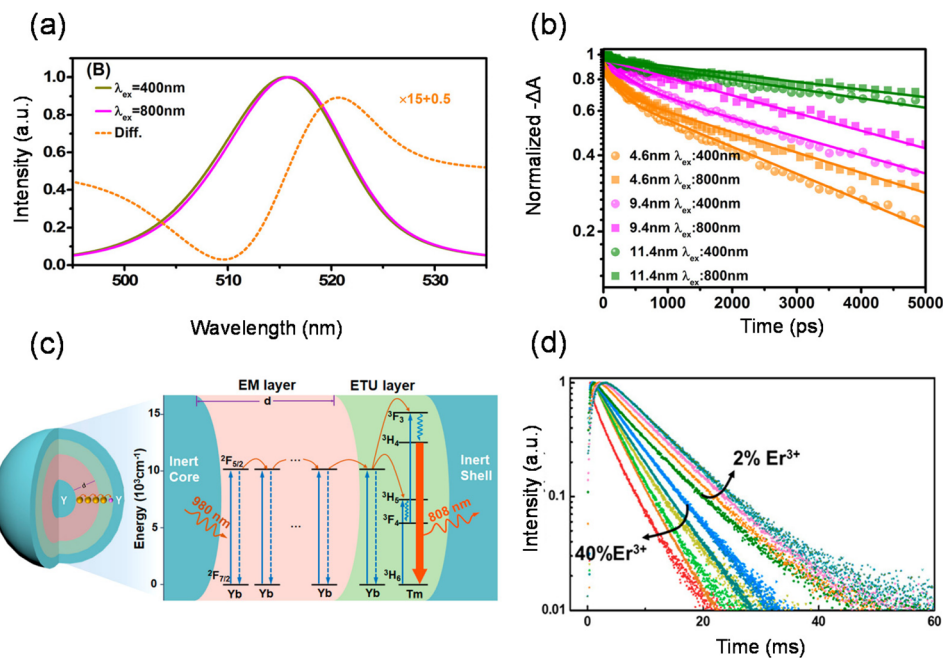 (a)
(B)
λex=400nm
λex=800nm
Diff.
×15+0.5
Intensity (a.u.)
1.0
0.8
0.6
0.4
0.2
0.0
500
510
520
530
Wavelength (nm)
(b)
Normalized -ΔA
1
0.8
0.6
0.4
0.2
4.6nm λex:400nm
4.6nm λex:800nm
9.4nm λex:400nm
9.4nm λex:800nm
11.4nm λex:400nm
11.4nm λex:800nm
0
1000
2000
3000
4000
5000
Time (ps)
(c)
EM layer
ETU layer
d
Y
δ
Y
Energy (10³cm⁻¹)
15
10
5
0
Inert
Core
²F5/2
²F7/2
980 nm
...
...
Yb
Yb
Yb
Yb
³F3
³H4
³H5
³F4
³H6
Tm
808 nm
Inert
Shell
(d)
Intensity (a.u.)
1
0.1
0.01
2% Er³⁺
40%Er³⁺
0
20
40
60
Time (ms)